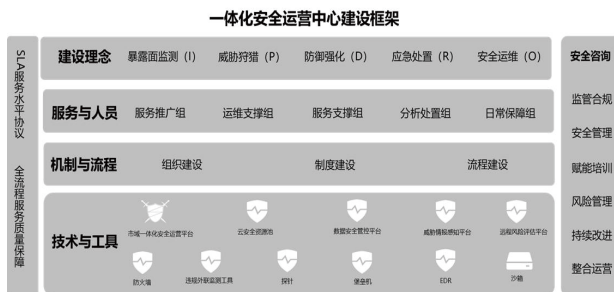 一体化安全运营中心建设框架
SLA服务水平协议
全流程服务质量保障
建设理念 暴露面监测（I） 威胁狩猎（P） 防御强化（D） 应急处置（R） 安全运维（O）
服务与人员 服务推广组 运维支撑组 服务支撑组 分析处置组 日常保障组
机制与流程 组织建设 制度建设 流程建设
技术与工具
市域一体化安全运营平台 云安全资源池 数据安全管控平台 威胁情报感知平台 远程风险评估平台
防火墙 违规外联监测工具 探针 堡垒机 EDR 沙箱
安全咨询
监管合规
安全管理
赋能培训
风险管理
持续改进
整合运营